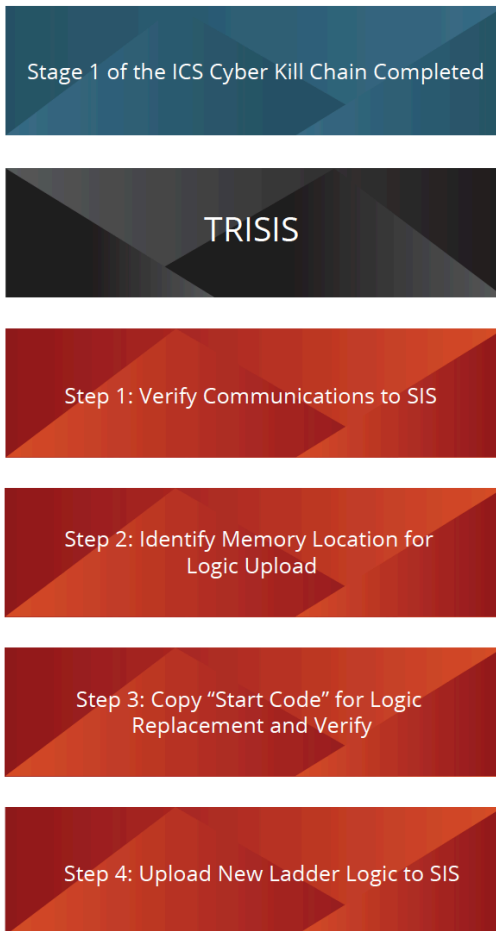 Stage 1 of the ICS Cyber Kill Chain Completed
TRISIS
Step 1: Verify Communications to SIS
Step 2: Identify Memory Location for
Logic Upload
Step 3: Copy “Start Code” for Logic
Replacement and Verify
Step 4: Upload New Ladder Logic to SIS